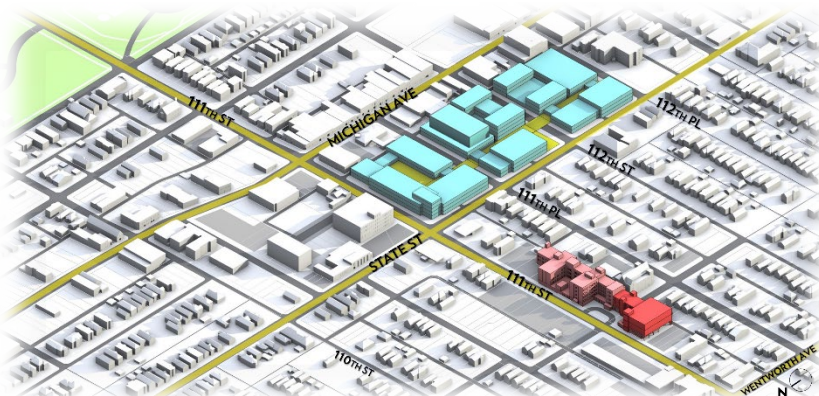 111TH ST
MICHIGAN AVE
112TH PL
112TH ST
111TH PL
STATE ST
111TH ST
110TH ST
WENTWORTH AVE
N